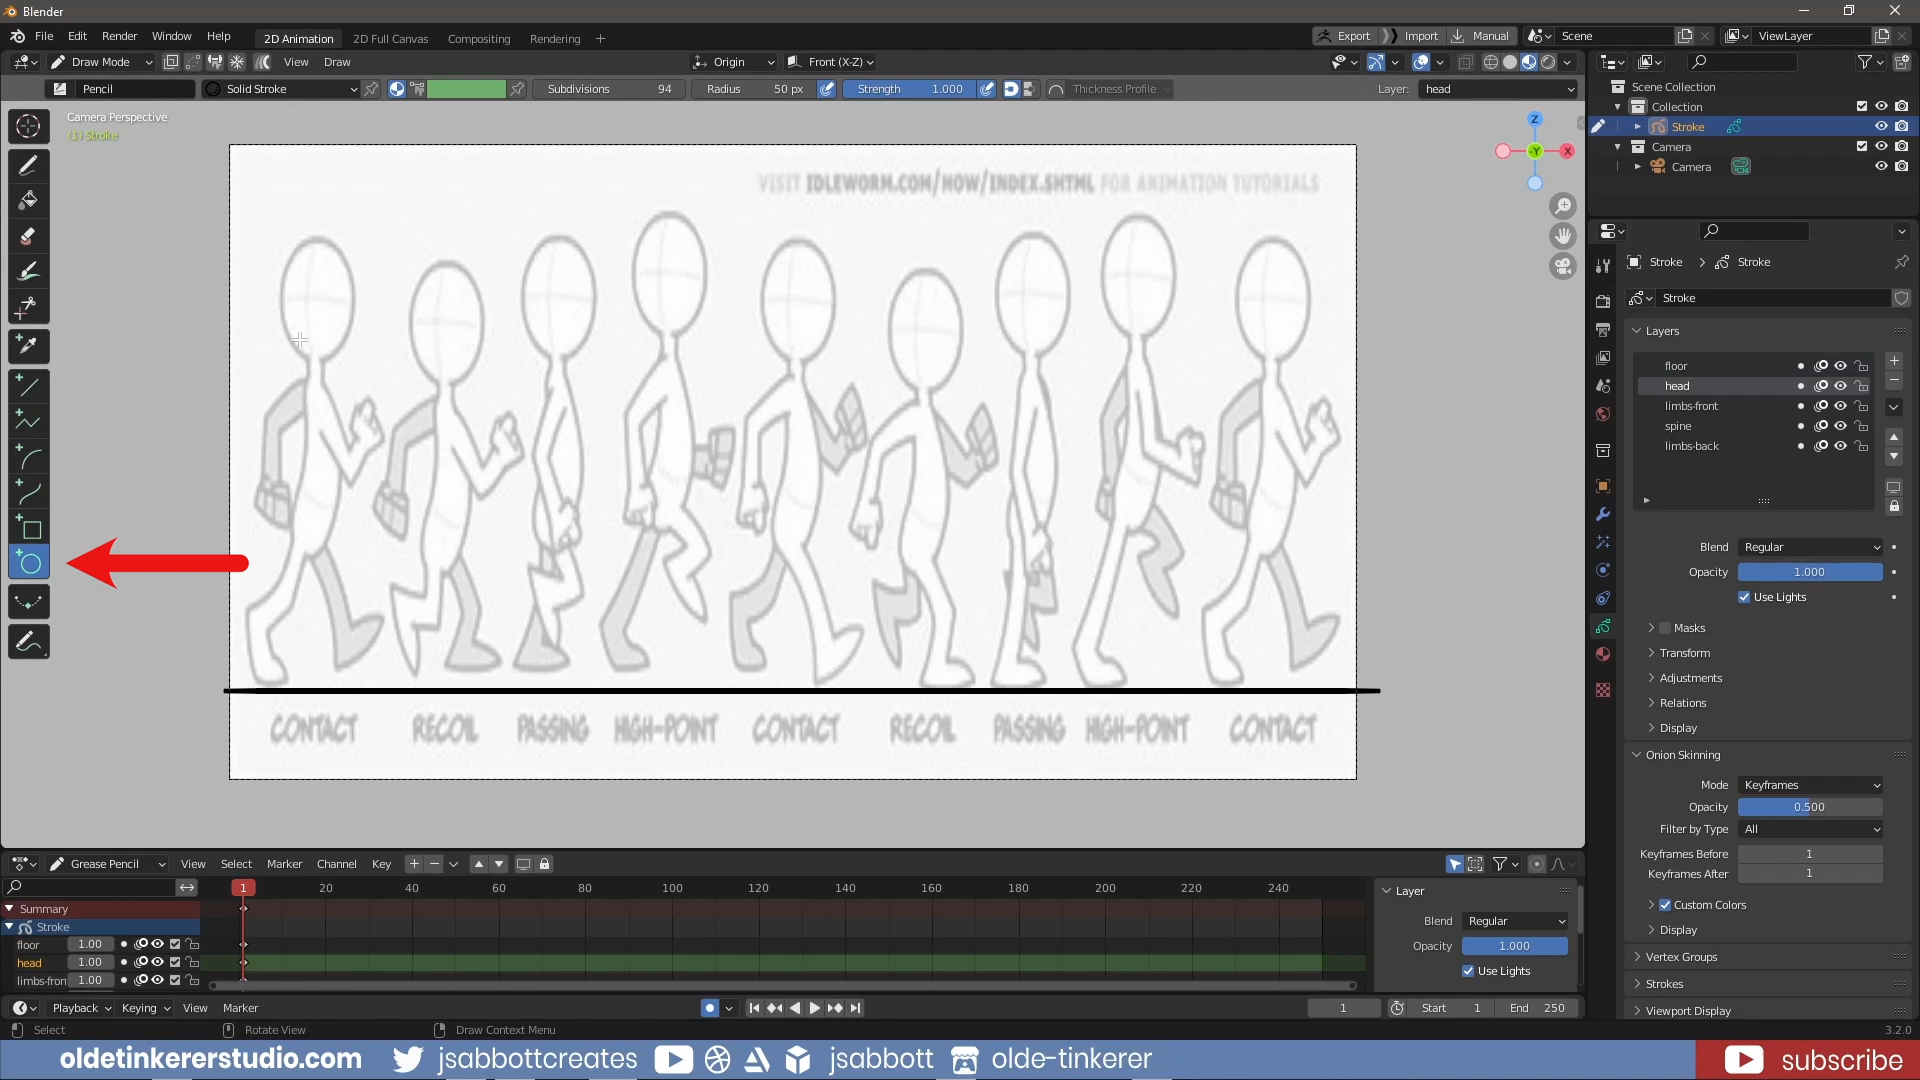 Blender
File Edit Render Window Help 2D Animation 2D Full Canvas Compositing Rendering + Export Import Manual Scene ViewLayer
Draw Mode View Draw Origin Front (X-Z)
Pencil Solid Stroke Subdivisions 94 Radius 50 px Strength 1.000 Thickness Profile Layer: head
Camera Perspective
(1) Stroke
Z
-Y
X
VISIT IDLEWORM.COM/HOW/INDEX.SHTML FOR ANIMATION TUTORIALS
CONTACT RECOIL PASSING HIGH-POINT CONTACT RECOIL PASSING HIGH-POINT CONTACT
Scene Collection
Collection
Stroke
Camera
Camera
Stroke > Stroke
Stroke
Layers
floor
head
limbs-front
spine
limbs-back
Blend Regular
Opacity 1.000
Use Lights
Masks
Transform
Adjustments
Relations
Display
Onion Skinning
Mode Keyframes
Opacity 0.500
Filter by Type All
Keyframes Before 1
Keyframes After 1
Custom Colors
Display
Vertex Groups
Strokes
Viewport Display
Grease Pencil View Select Marker Channel Key
1 20 40 60 80 100 120 140 160 180 200 220 240
Summary
Stroke
floor 1.00
head 1.00
limbs-fron 1.00
Layer
Blend Regular
Opacity 1.000
Use Lights
Playback Keying View Marker 1 Start 1 End 250
Select Rotate View Draw Context Menu 3.2.0
oldetinkererstudio.com jsabbottcreates jsabbott olde-tinkerer subscribe